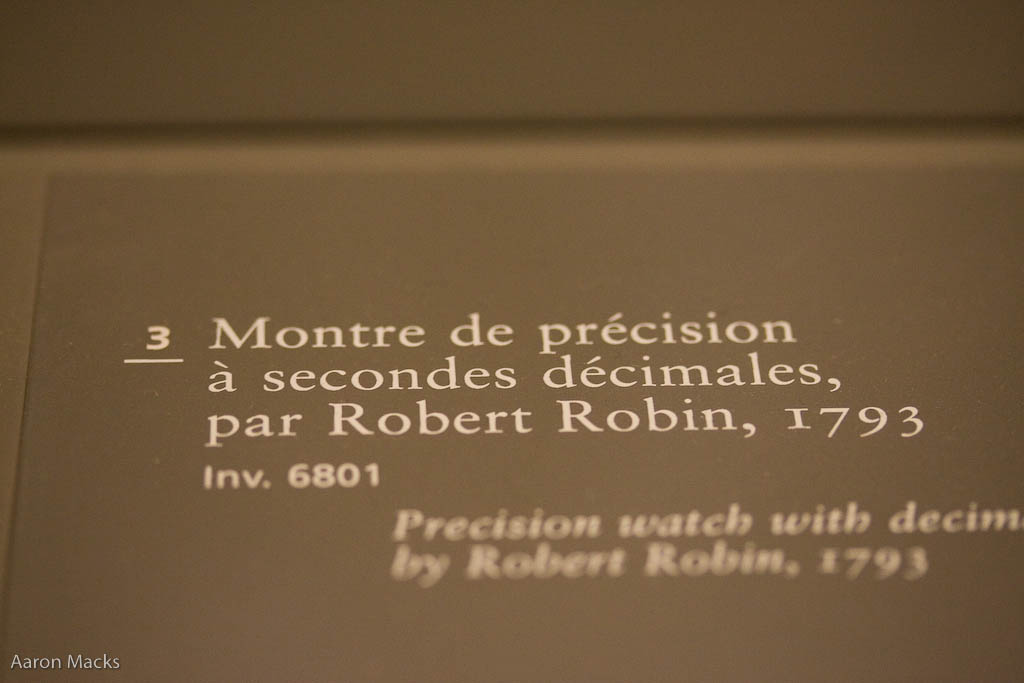 3 Montre de précision
à secondes décimales,
par Robert Robin, 1793
Inv. 6801
Precision watch with decim
by Robert Robin, 1793
Aaron Macks